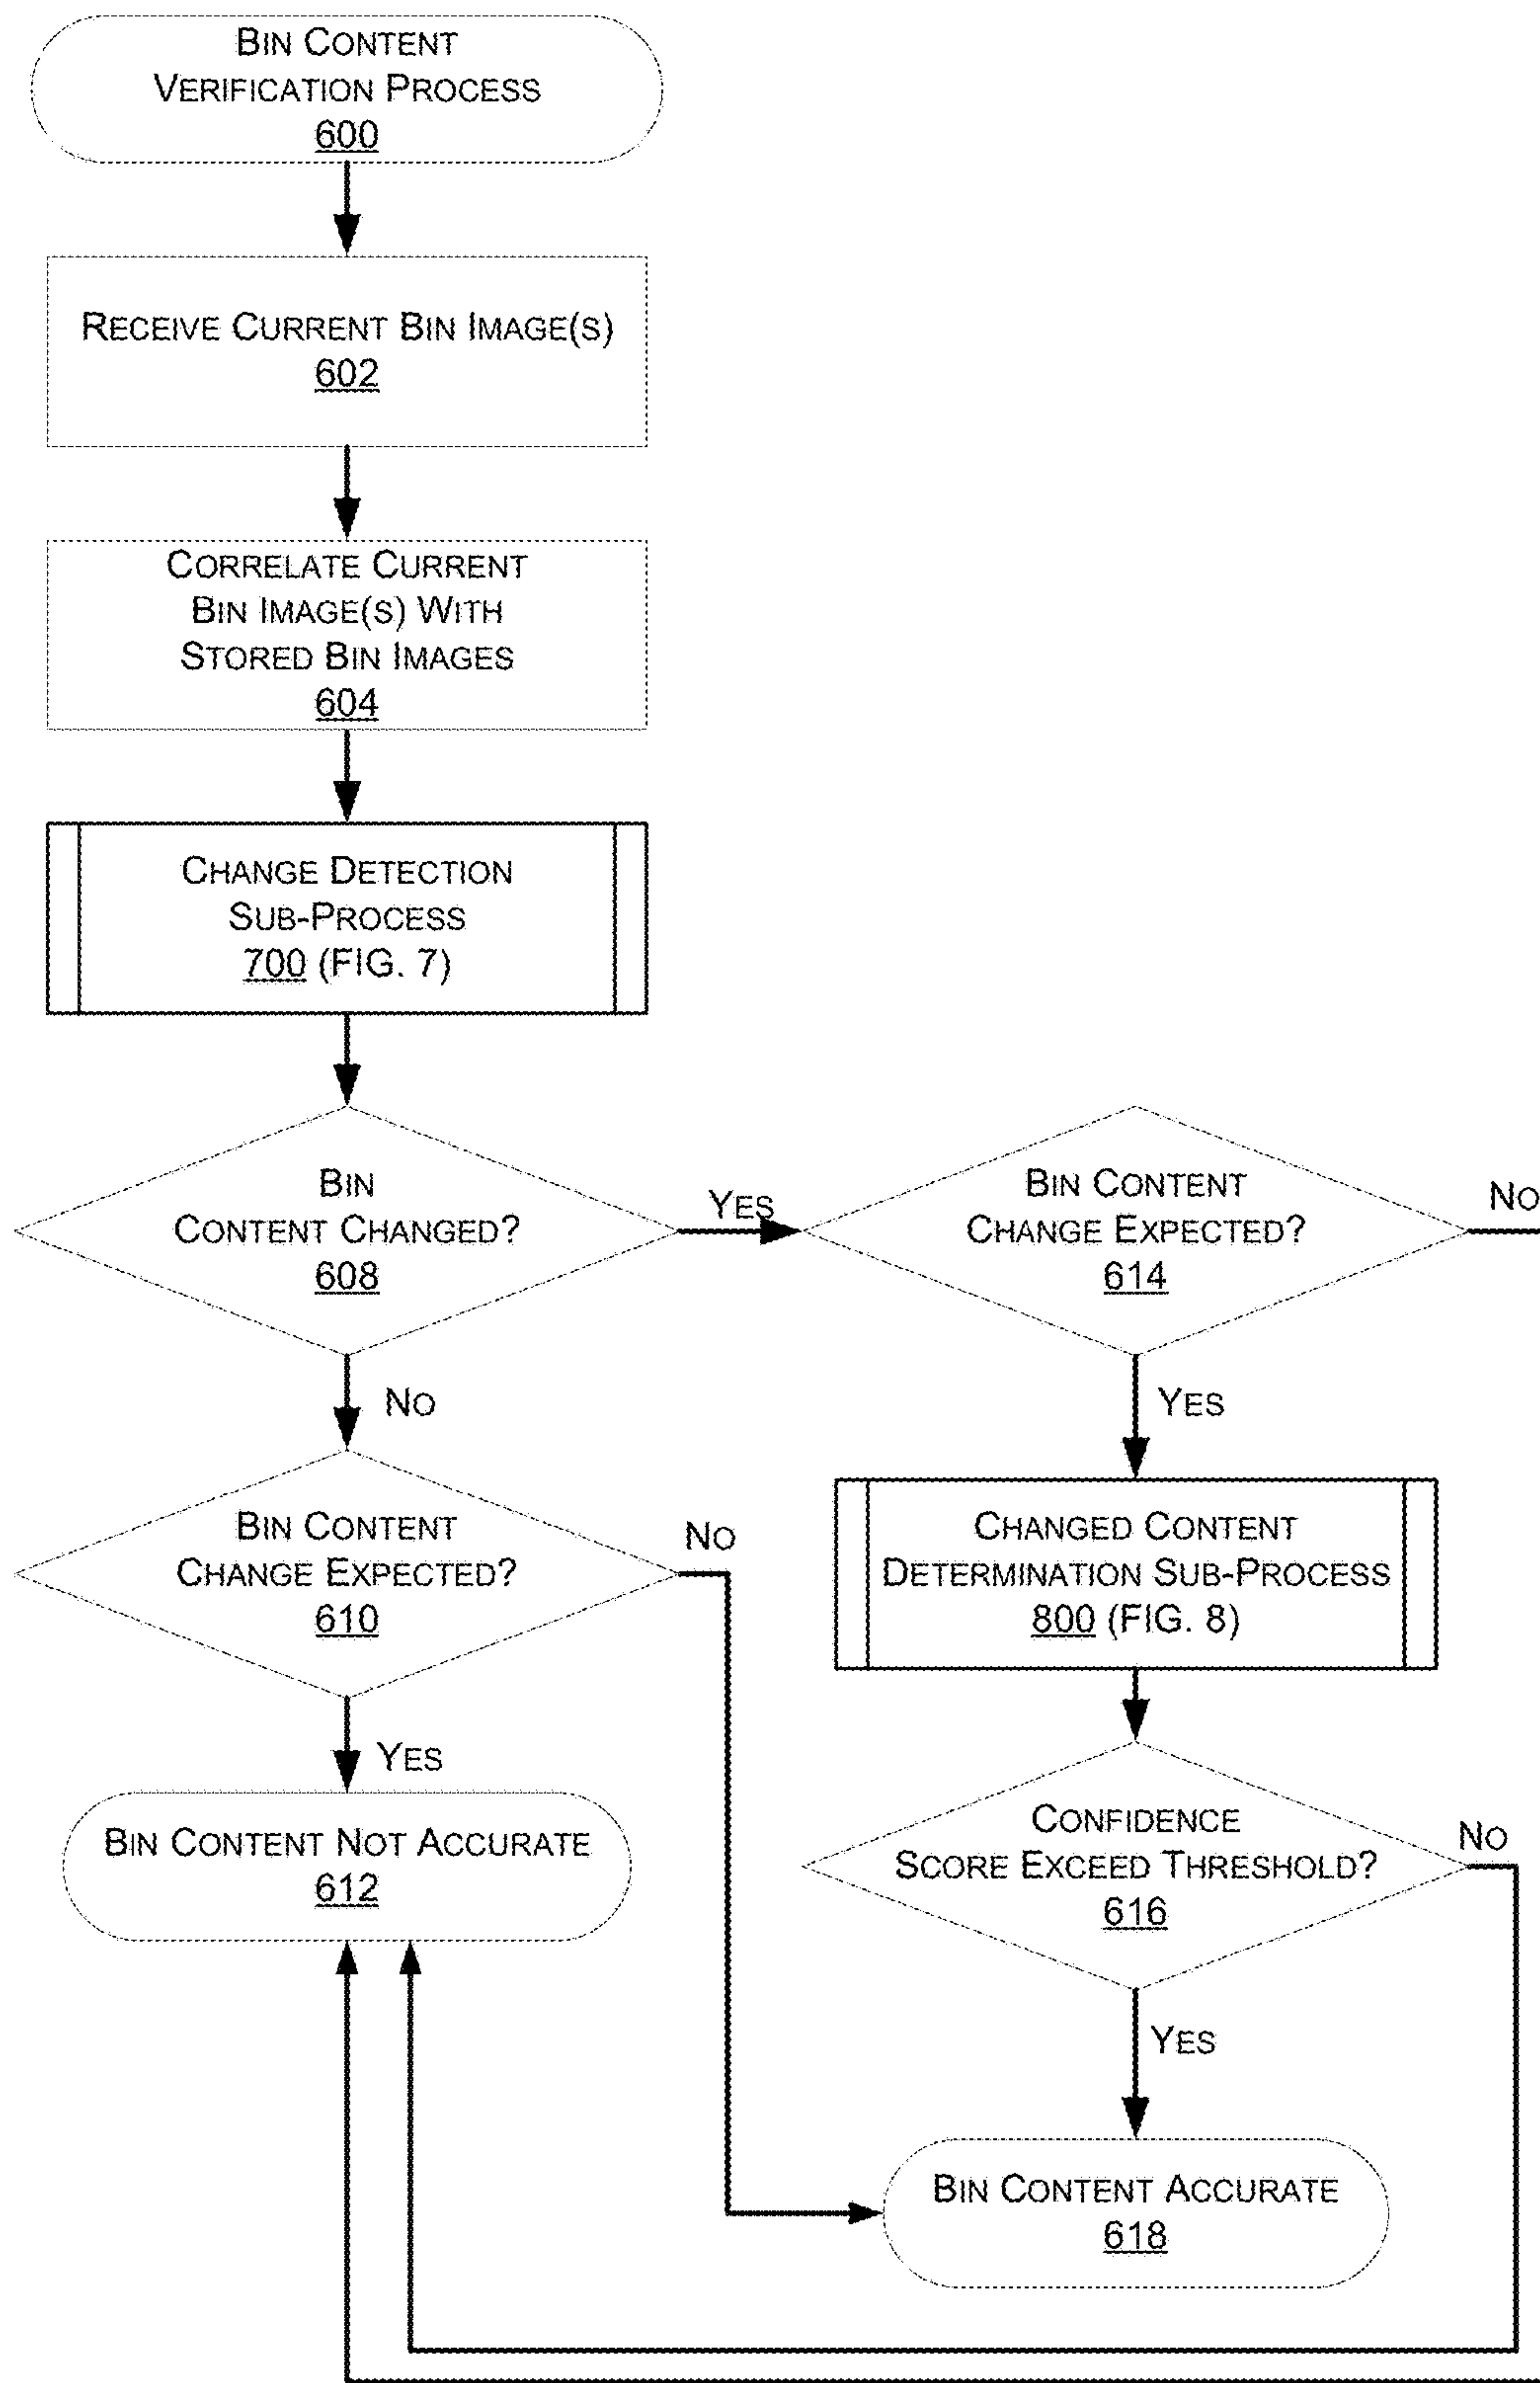 BIN CONTENT
VERIFICATION PROCESS
600
RECEIVE CURRENT BIN IMAGE(S)
602
CORRELATE CURRENT
BIN IMAGE(S) WITH
STORED BIN IMAGES
604
CHANGE DETECTION
SUB-PROCESS
700 (FIG. 7)
BIN
CONTENT CHANGED?
608
YES
BIN CONTENT
CHANGE EXPECTED?
614
NO
NO
YES
BIN CONTENT
CHANGE EXPECTED?
610
NO
CHANGED CONTENT
DETERMINATION SUB-PROCESS
800 (FIG. 8)
YES
BIN CONTENT NOT ACCURATE
612
CONFIDENCE
SCORE EXCEED THRESHOLD?
616
NO
YES
BIN CONTENT ACCURATE
618